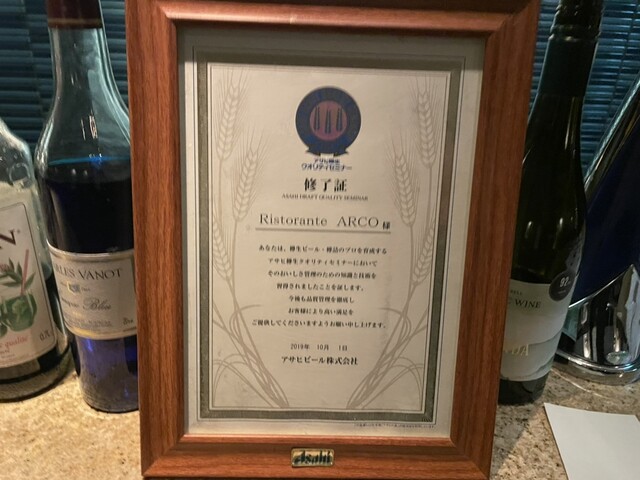 アサヒ樽生
クオリティセミナー
修了証
ASAHI DRAFT QUALITY SEMINAR
Ristorante ARCO 様
あなたは、樽生ビール・樽詰のプロを育成する
アサヒ樽生クオリティセミナーにおいて
そのおいしさ管理のための知識と技術を
習得されましたことを証します。
今後も品質管理を徹底し
お客様により高い満足を
ご提供してくださいますようお願い申し上げます。
2019年 10月 1日
アサヒビール株式会社
Asahi
RLES VANOT
Bleu
N
0.7L
91
WINE